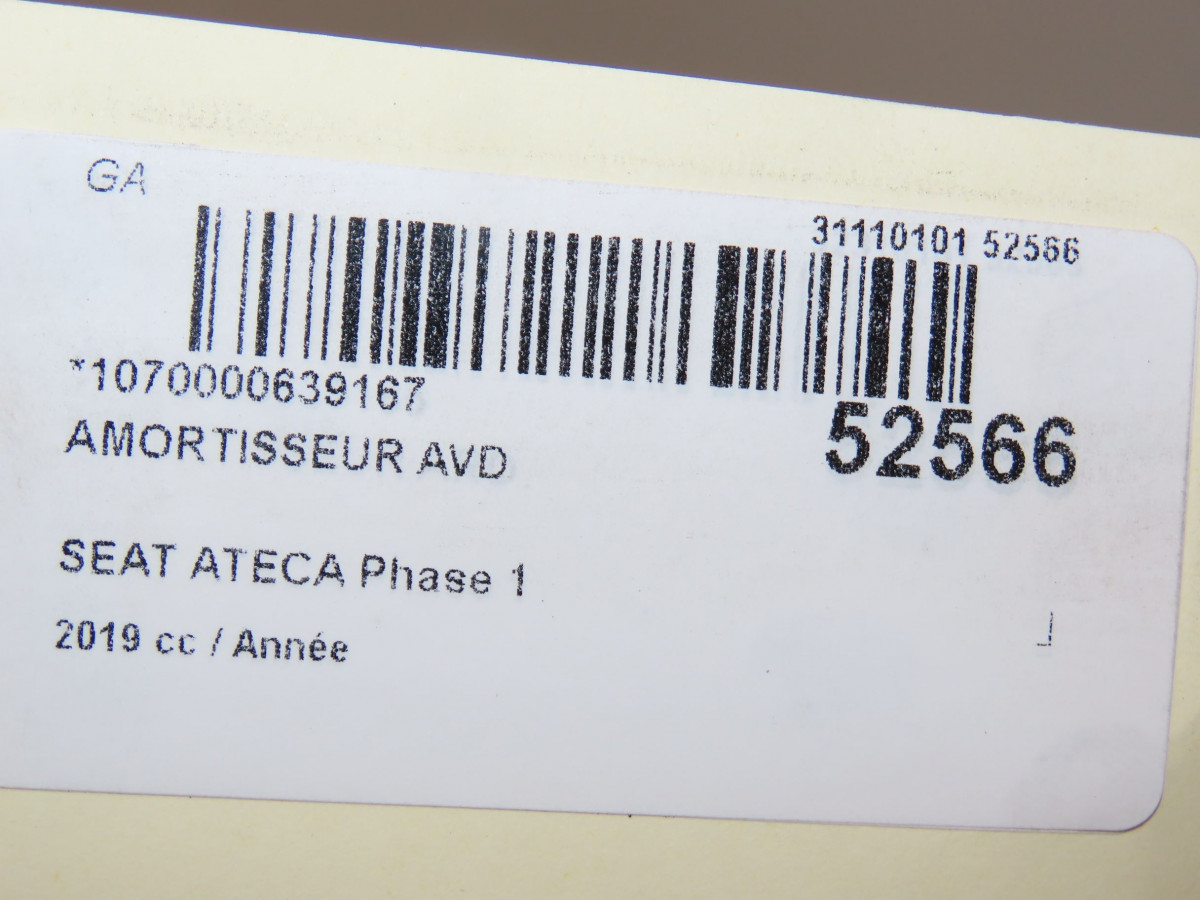 GA
31110101 52566
*1070000639167
52566
AMORTISSEUR AVD
SEAT ATECA Phase 1
2019 cc / Année